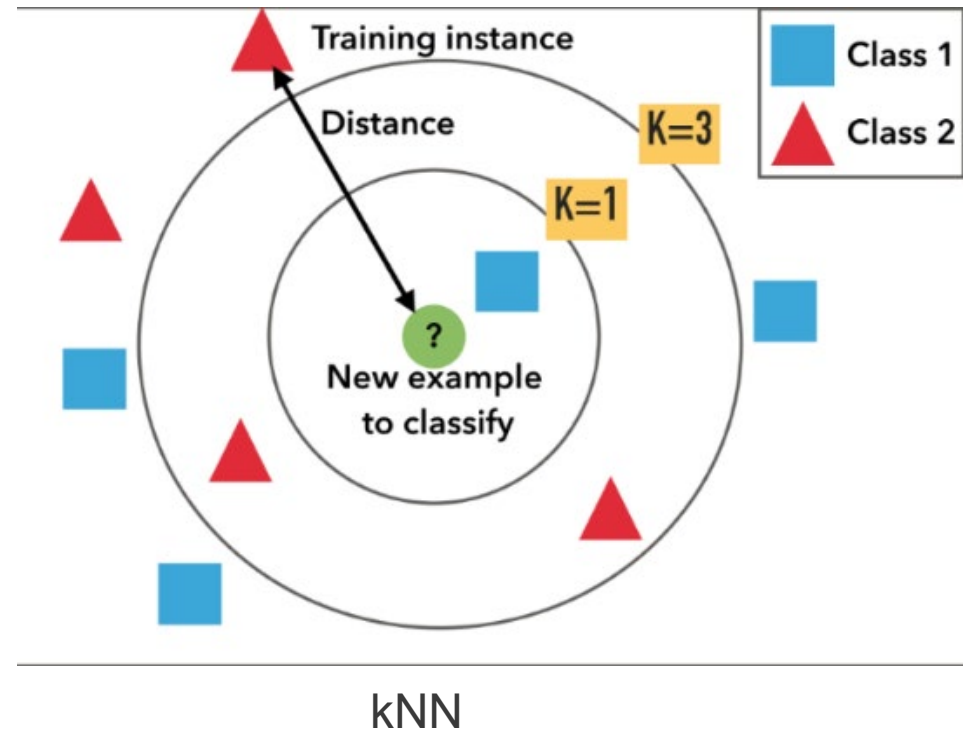 Training instance
Distance
K=3
K=1
Class 1
Class 2
?
New example
to classify
kNN